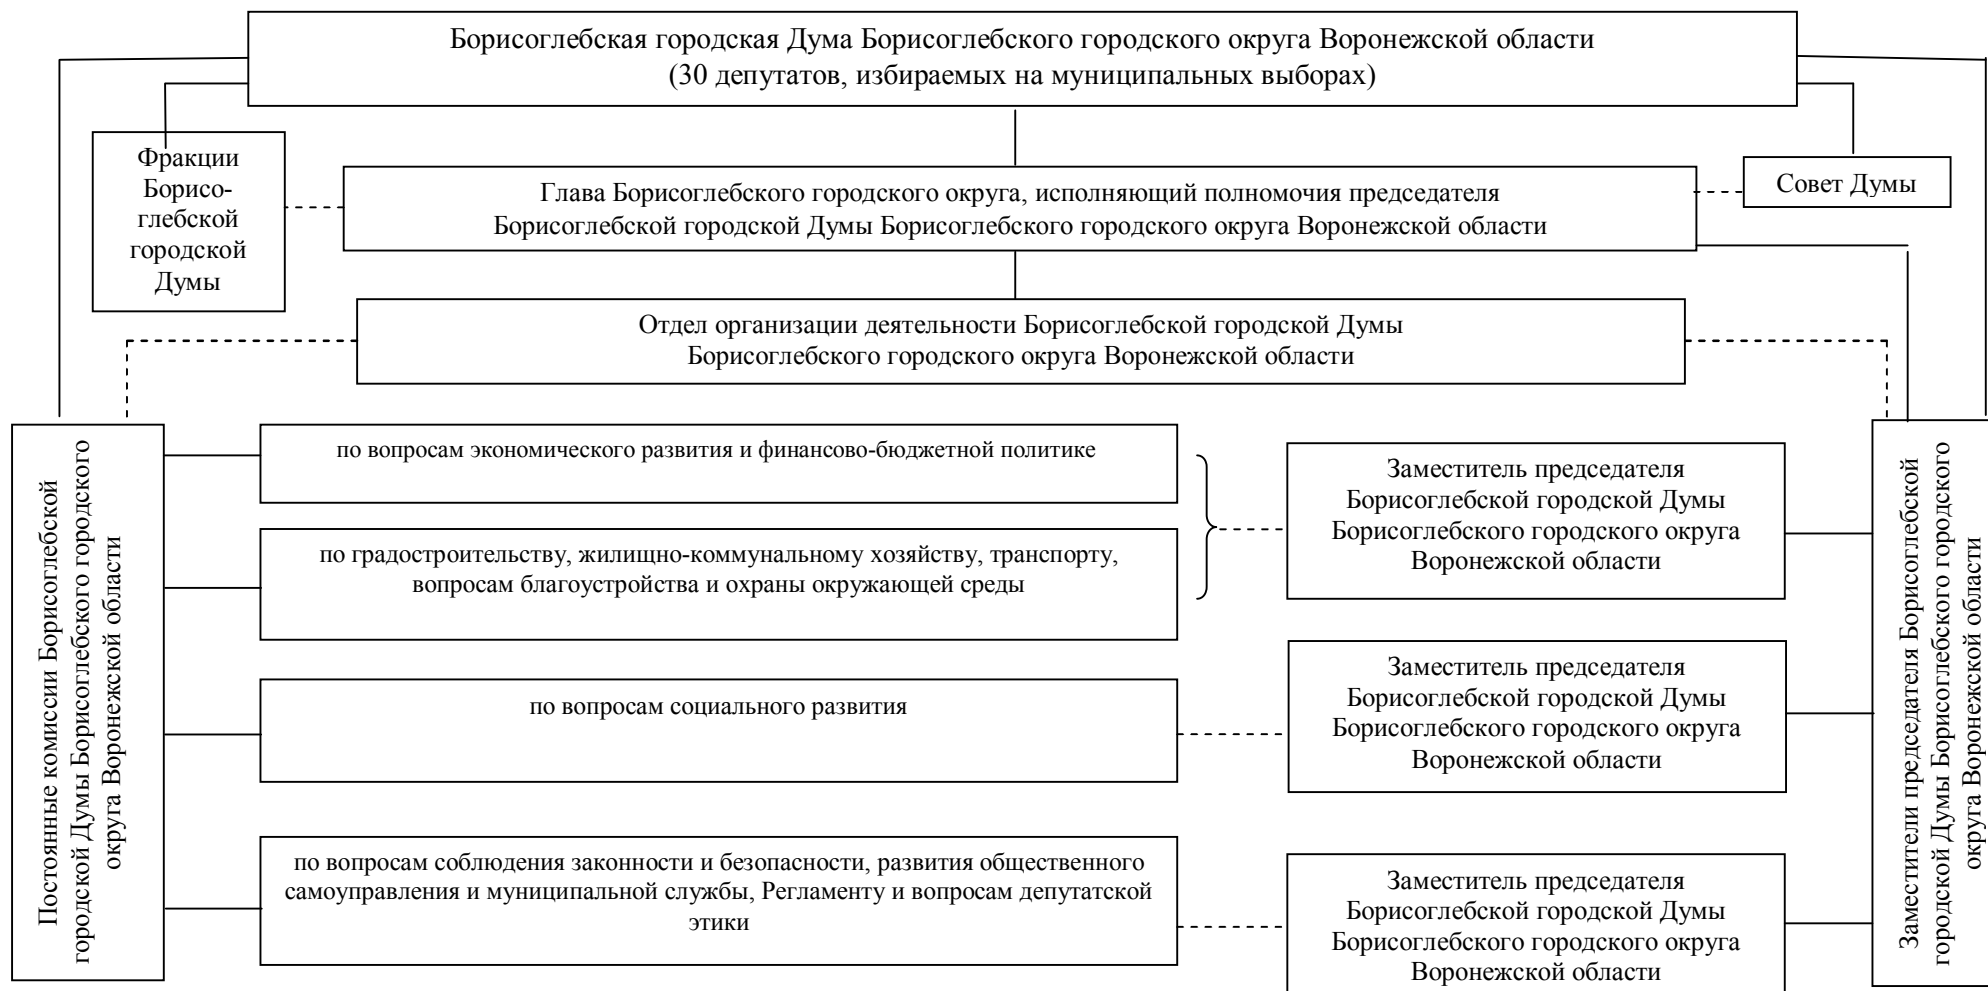 Борисоглебская городская Дума Борисоглебского городского округа Воронежской области
(30 депутатов, избираемых на муниципальных выборах)
Фракции
Борисо-
глебской
городской
Думы
Глава Борисоглебского городского округа, исполняющий полномочия председателя
Борисоглебской городской Думы Борисоглебского городского округа Воронежской области
Совет Думы
Отдел организации деятельности Борисоглебской городской Думы
Борисоглебского городского округа Воронежской области
Постоянные комиссии Борисоглебской
городской Думы Борисоглебского городского
округа Воронежской области
по вопросам экономического развития и финансово-бюджетной политике
по градостроительству, жилищно-коммунальному хозяйству, транспорту,
вопросам благоустройства и охраны окружающей среды
по вопросам социального развития
по вопросам соблюдения законности и безопасности, развития общественного
самоуправления и муниципальной службы, Регламенту и вопросам депутатской
этики
Заместитель председателя
Борисоглебской городской Думы
Борисоглебского городского округа
Воронежской области
Заместитель председателя
Борисоглебской городской Думы
Борисоглебского городского округа
Воронежской области
Заместитель председателя
Борисоглебской городской Думы
Борисоглебского городского округа
Воронежской области
Заместители председателя Борисоглебской
городской Думы Борисоглебского городского
округа Воронежской области